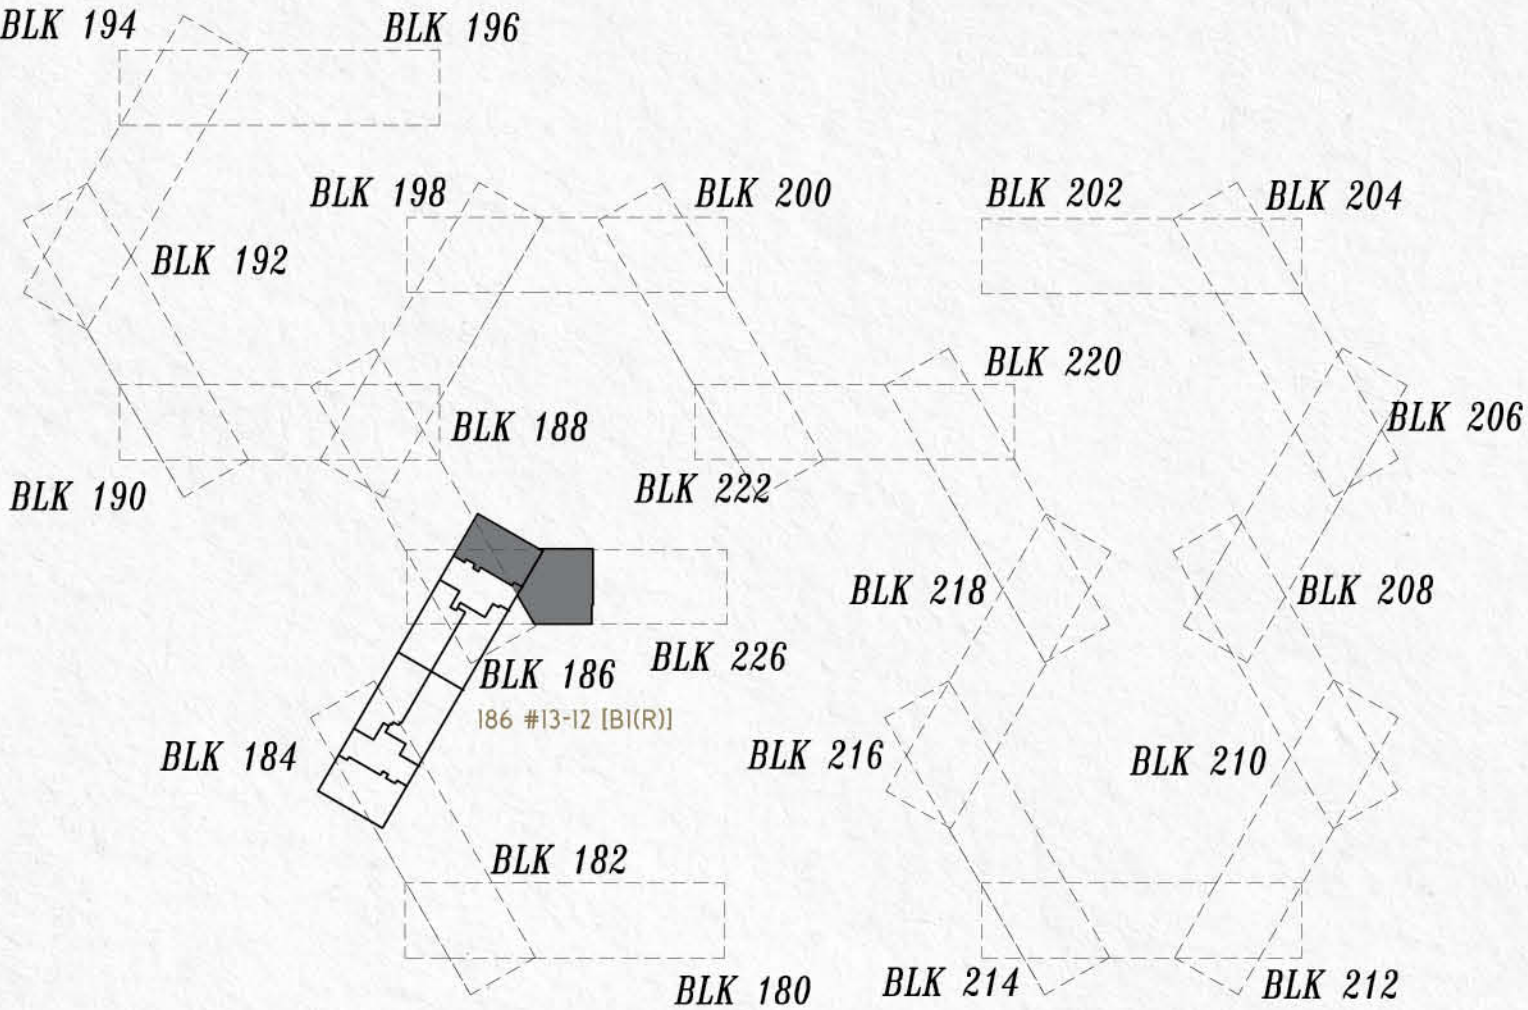 BLK 194
BLK 196
BLK 198
BLK 200
BLK 202
BLK 204
BLK 192
BLK 220
BLK 206
BLK 188
BLK 190
BLK 222
BLK 218
BLK 208
BLK 186
BLK 226
186 #13-12 [B1(R)]
BLK 184
BLK 216
BLK 210
BLK 182
BLK 180
BLK 214
BLK 212